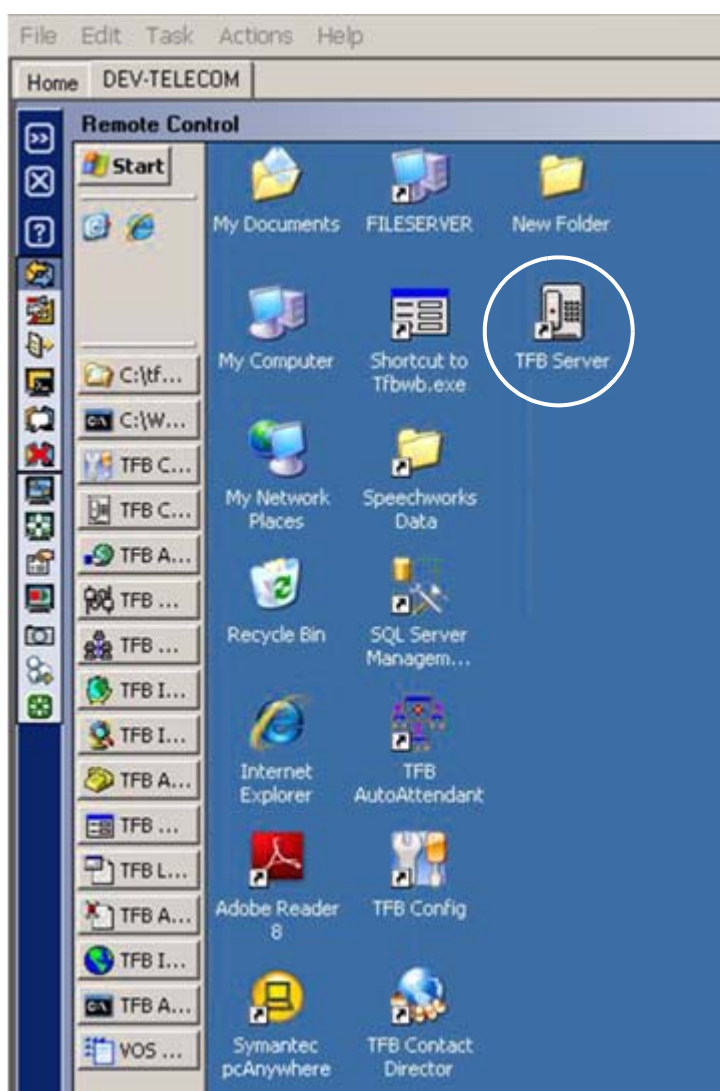 File Edit Task Actions Help
Home DEV-TELECOM
Remote Control
Start
C:\tf...
C:\W...
TFB C...
TFB C...
TFB A...
TFB ...
TFB ...
TFB I...
TFB I...
TFB A...
TFB ...
TFB L...
TFB A...
TFB I...
TFB A...
VOS ...
My Documents
FILESERVER
New Folder
My Computer
Shortcut to
Tfbwb.exe
TFB Server
My Network
Places
Speechworks
Data
Recycle Bin
SQL Server
Managem...
Internet
Explorer
TFB
AutoAttendant
Adobe Reader
8
TFB Config
Symantec
pcAnywhere
TFB Contact
Director